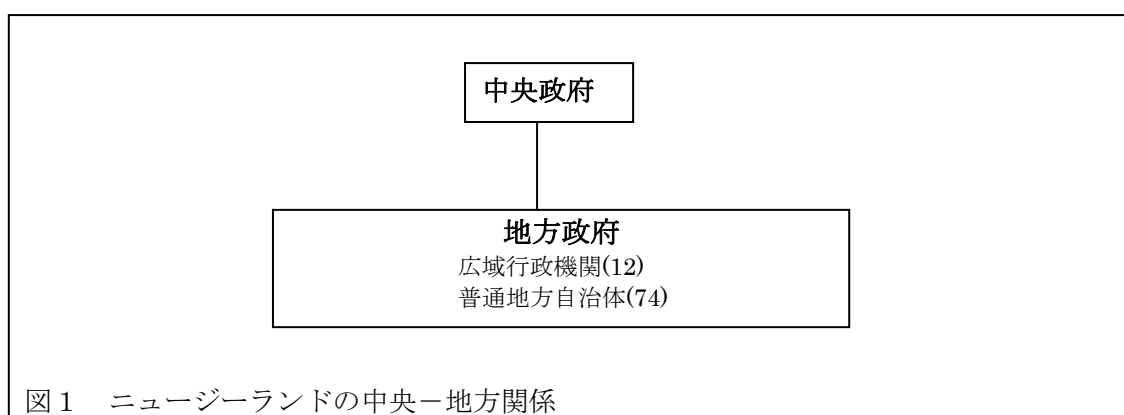 中央政府
地方政府
広域行政機関(12)
普通地方自治体(74)
図1 ニュージーランドの中央－地方関係